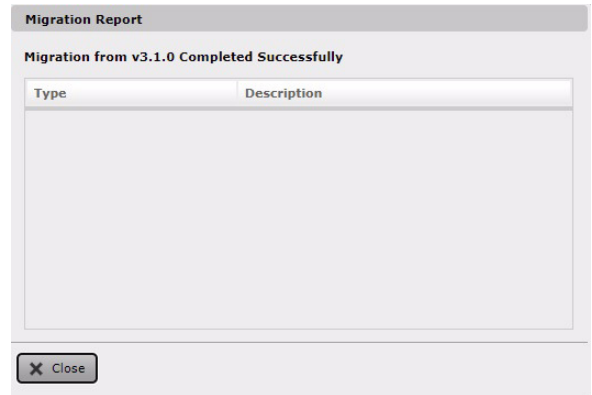 Migration Report
Migration from v3.1.0 Completed Successfully
Type Description
Close